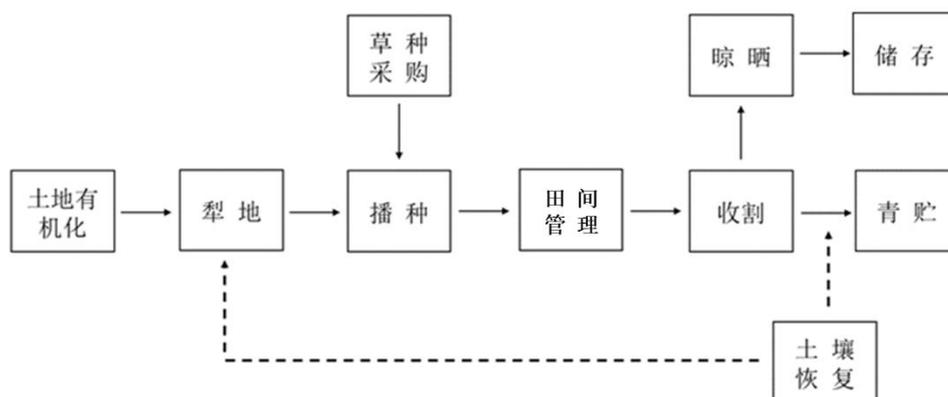 草 种
采 购
晾 晒
储 存
土地有
机化
犁 地
播 种
田 间
管 理
收割
青 贮
土 壤
恢 复